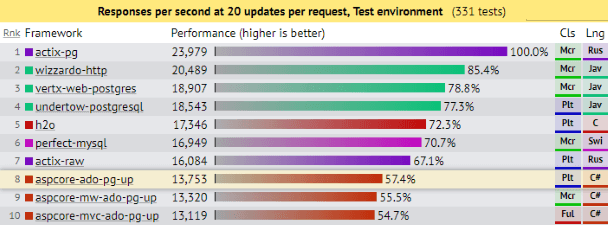 Responses per second at 20 updates per request, Test environment (331 tests)
Rnk Framework Performance (higher is better) Cls Lng
1 actix-pg 23,979 100.0% Mcr Rus
2 wizzardo-http 20,489 85.4% Mcr Jav
3 vertx-web-postgres 18,907 78.8% Mcr Jav
4 undertow-postgresql 18,543 77.3% Plt Jav
5 h2o 17,346 72.3% Plt C
6 perfect-mysql 16,949 70.7% Mcr Swi
7 actix-raw 16,084 67.1% Plt Rus
8 aspcore-ado-pg-up 13,753 57.4% Plt C#
9 aspcore-mw-ado-pg-up 13,320 55.5% Mcr C#
10 aspcore-mvc-ado-pg-up 13,119 54.7% Ful C#